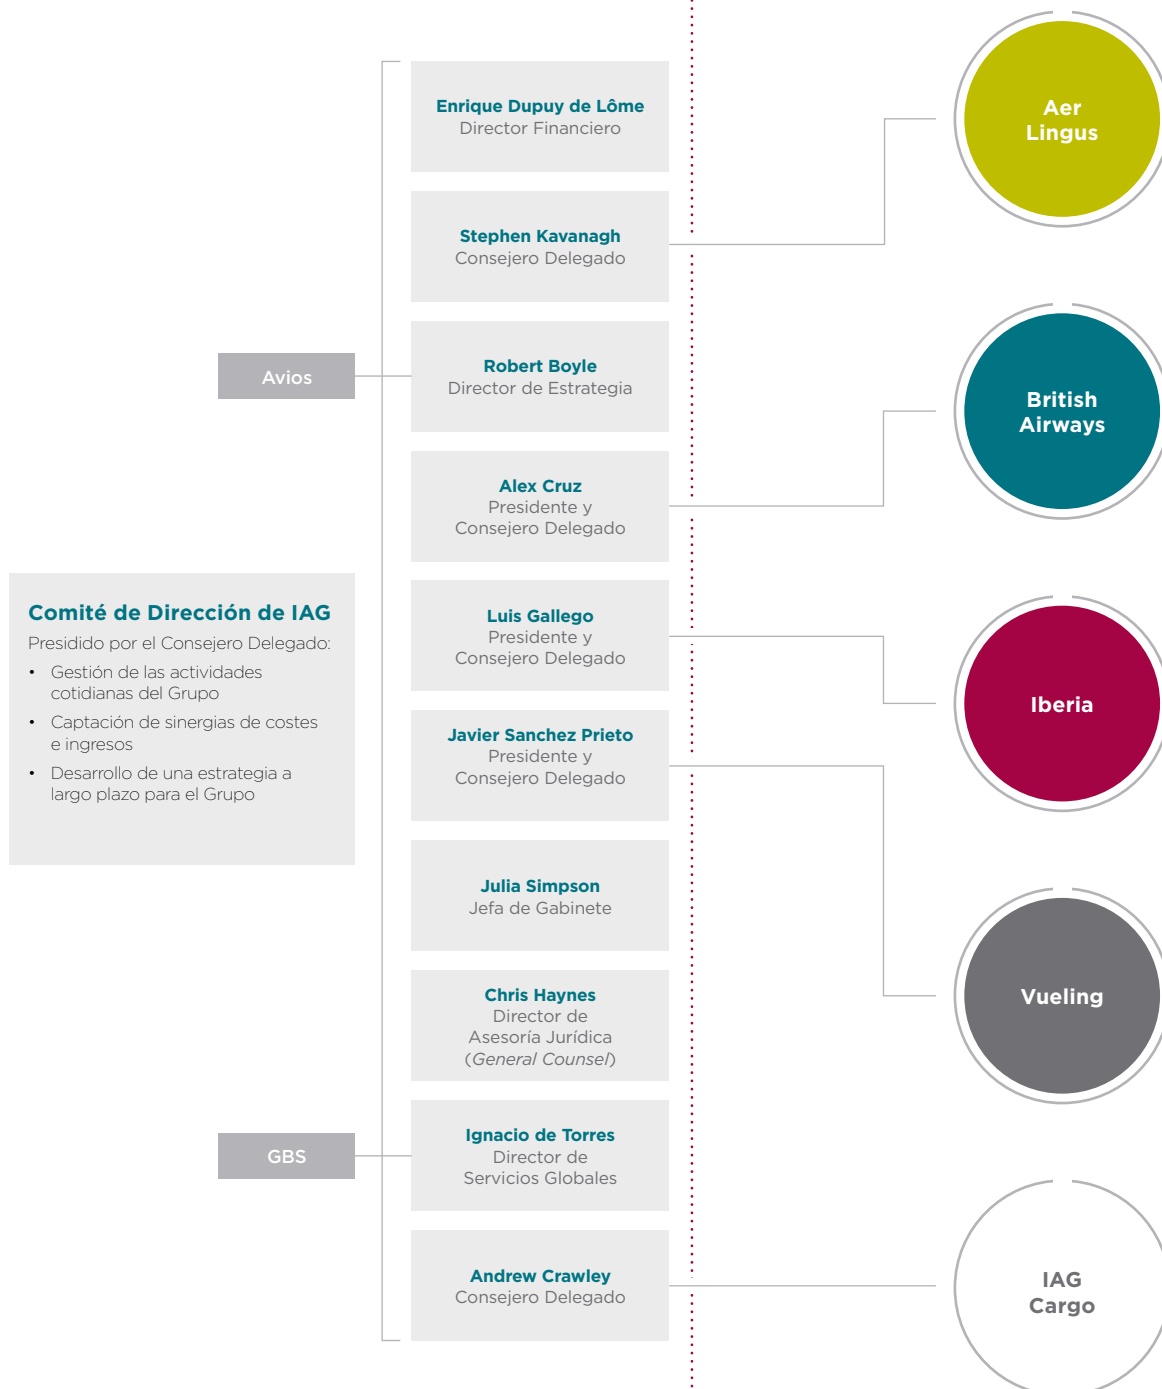 Avios
Comité de Dirección de IAG
Presidido por el Consejero Delegado:
• Gestión de las actividades
cotidianas del Grupo
• Captación de sinergias de costes
e ingresos
• Desarrollo de una estrategia a
largo plazo para el Grupo
GBS
Enrique Dupuy de Lôme
Director Financiero
Stephen Kavanagh
Consejero Delegado
Robert Boyle
Director de Estrategia
Alex Cruz
Presidente y
Consejero Delegado
Luis Gallego
Presidente y
Consejero Delegado
Javier Sanchez Prieto
Presidente y
Consejero Delegado
Julia Simpson
Jefa de Gabinete
Chris Haynes
Director de
Asesoría Jurídica
(General Counsel)
Ignacio de Torres
Director de
Servicios Globales
Andrew Crawley
Consejero Delegado
Aer
Lingus
British
Airways
Iberia
Vueling
IAG
Cargo